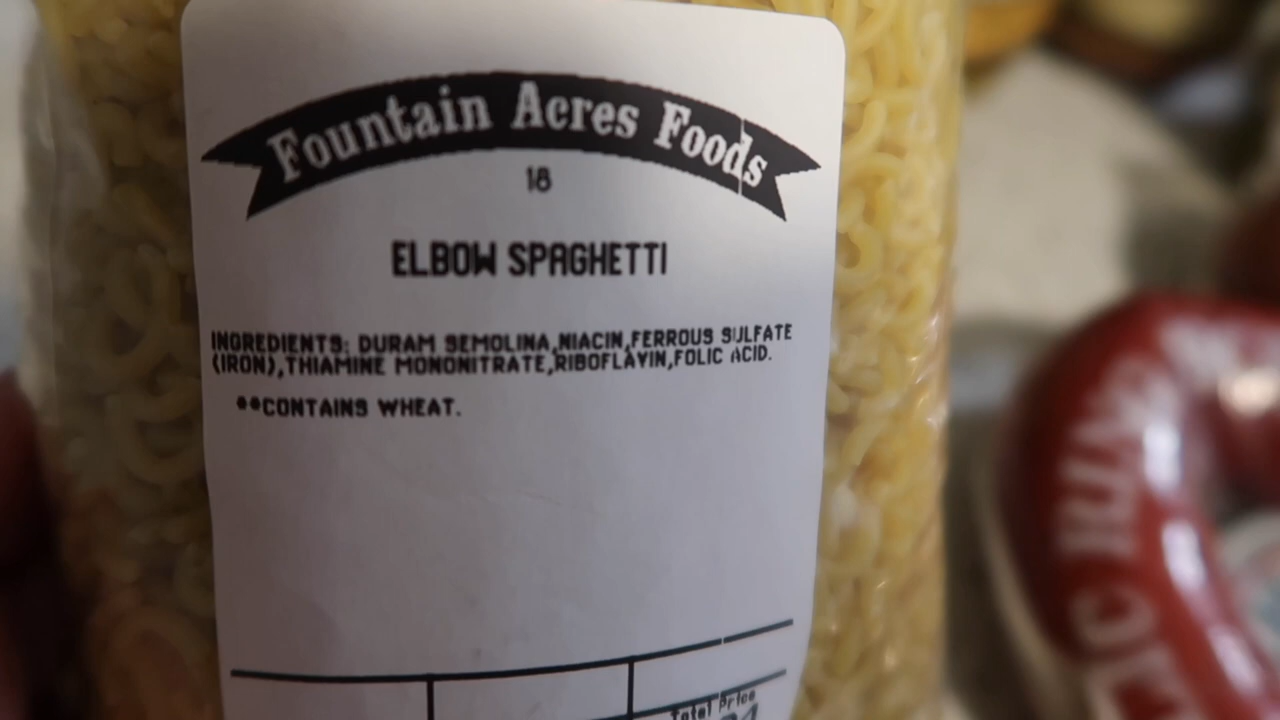 Fountain Acres Foods
18
ELBOW SPAGHETTI
INGREDIENTS: DURAM SEMOLINA,NIACIN,FERROUS SULFATE
(IRON),THIAMINE MONONITRATE,RIBOFLAVIN,FOLIC ACID.
**CONTAINS WHEAT.
Total Price